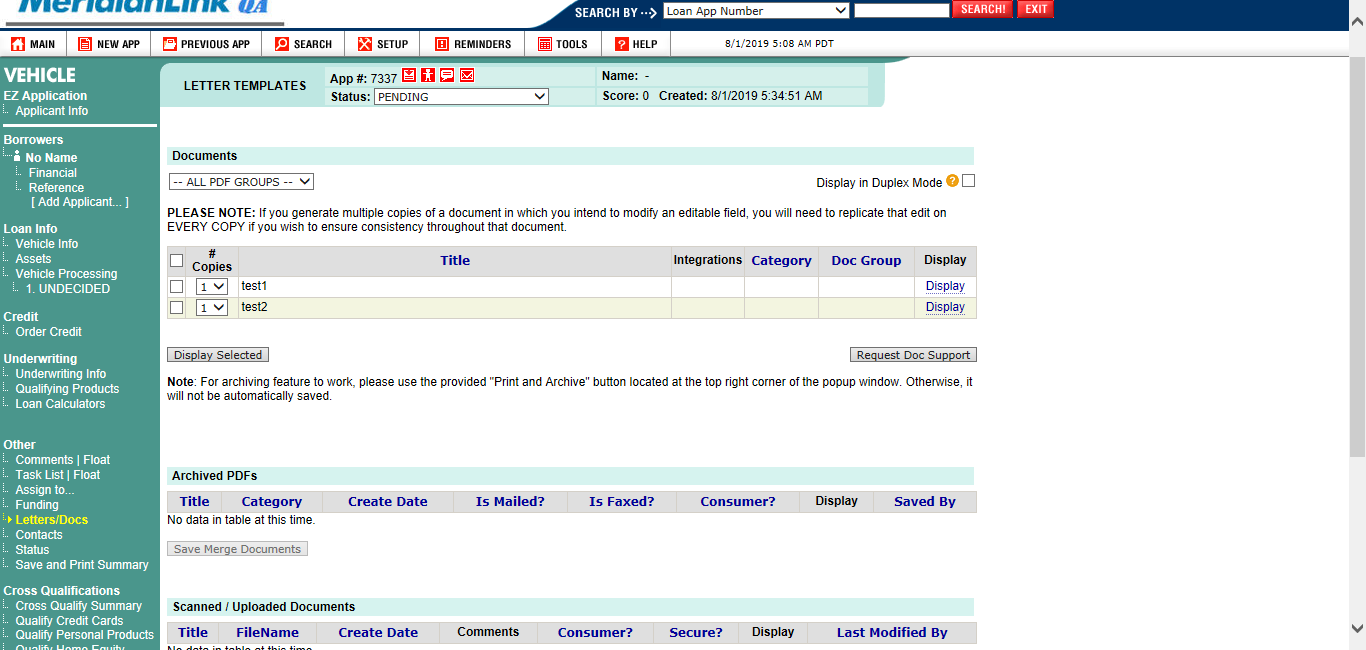 MeridianLink QA
SEARCH BY ··> Loan App Number SEARCH! EXIT
MAIN NEW APP PREVIOUS APP SEARCH SETUP REMINDERS TOOLS HELP 8/1/2019 5:08 AM PDT
VEHICLE
EZ Application
Applicant Info
Borrowers
No Name
Financial
Reference
[ Add Applicant... ]
Loan Info
Vehicle Info
Assets
Vehicle Processing
1. UNDECIDED
Credit
Order Credit
Underwriting
Underwriting Info
Qualifying Products
Loan Calculators
Other
Comments | Float
Task List | Float
Assign to...
Funding
Letters/Docs
Contacts
Status
Save and Print Summary
Cross Qualifications
Cross Qualify Summary
Qualify Credit Cards
Qualify Personal Products
Qualify Home Equity
LETTER TEMPLATES
App #: 7337
Name: -
Status: PENDING
Score: 0 Created: 8/1/2019 5:34:51 AM
Documents
-- ALL PDF GROUPS --
Display in Duplex Mode ?
PLEASE NOTE: If you generate multiple copies of a document in which you intend to modify an editable field, you will need to replicate that edit on
EVERY COPY if you wish to ensure consistency throughout that document.
# Copies Title Integrations Category Doc Group Display
1 test1 Display
1 test2 Display
Display Selected Request Doc Support
Note: For archiving feature to work, please use the provided "Print and Archive" button located at the top right corner of the popup window. Otherwise, it
will not be automatically saved.
Archived PDFs
Title Category Create Date Is Mailed? Is Faxed? Consumer? Display Saved By
No data in table at this time.
Save Merge Documents
Scanned / Uploaded Documents
Title FileName Create Date Comments Consumer? Secure? Display Last Modified By
No data in table at this time.